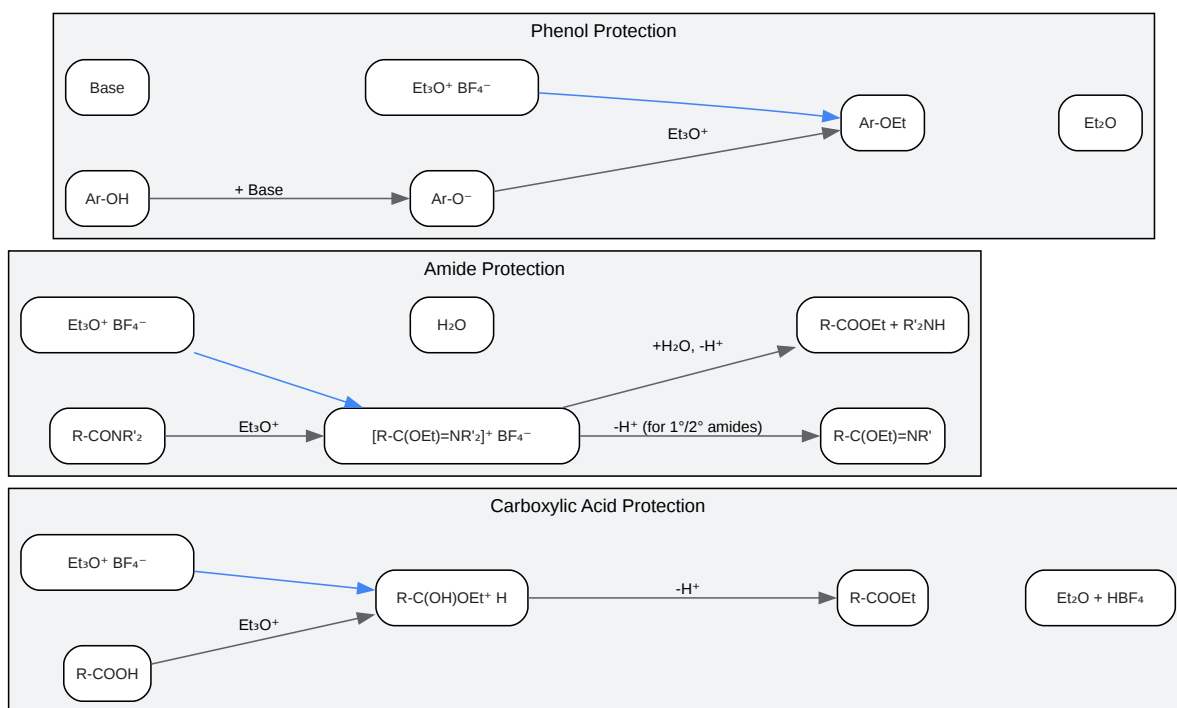 Phenol Protection
Base
Et₃O⁺ BF₄⁻
Ar-OEt
Et₂O
Et₃O⁺
Ar-OH
+ Base
Ar-O⁻
Amide Protection
Et₃O⁺ BF₄⁻
H₂O
R-COOEt + R'₂NH
+H₂O, -H⁺
R-CONR'₂
Et₃O⁺
[R-C(OEt)=NR'₂]⁺ BF₄⁻
-H⁺ (for 1°/2° amides)
R-C(OEt)=NR'
Carboxylic Acid Protection
Et₃O⁺ BF₄⁻
R-C(OH)OEt⁺ H
-H⁺
R-COOEt
Et₂O + HBF₄
Et₃O⁺
R-COOH